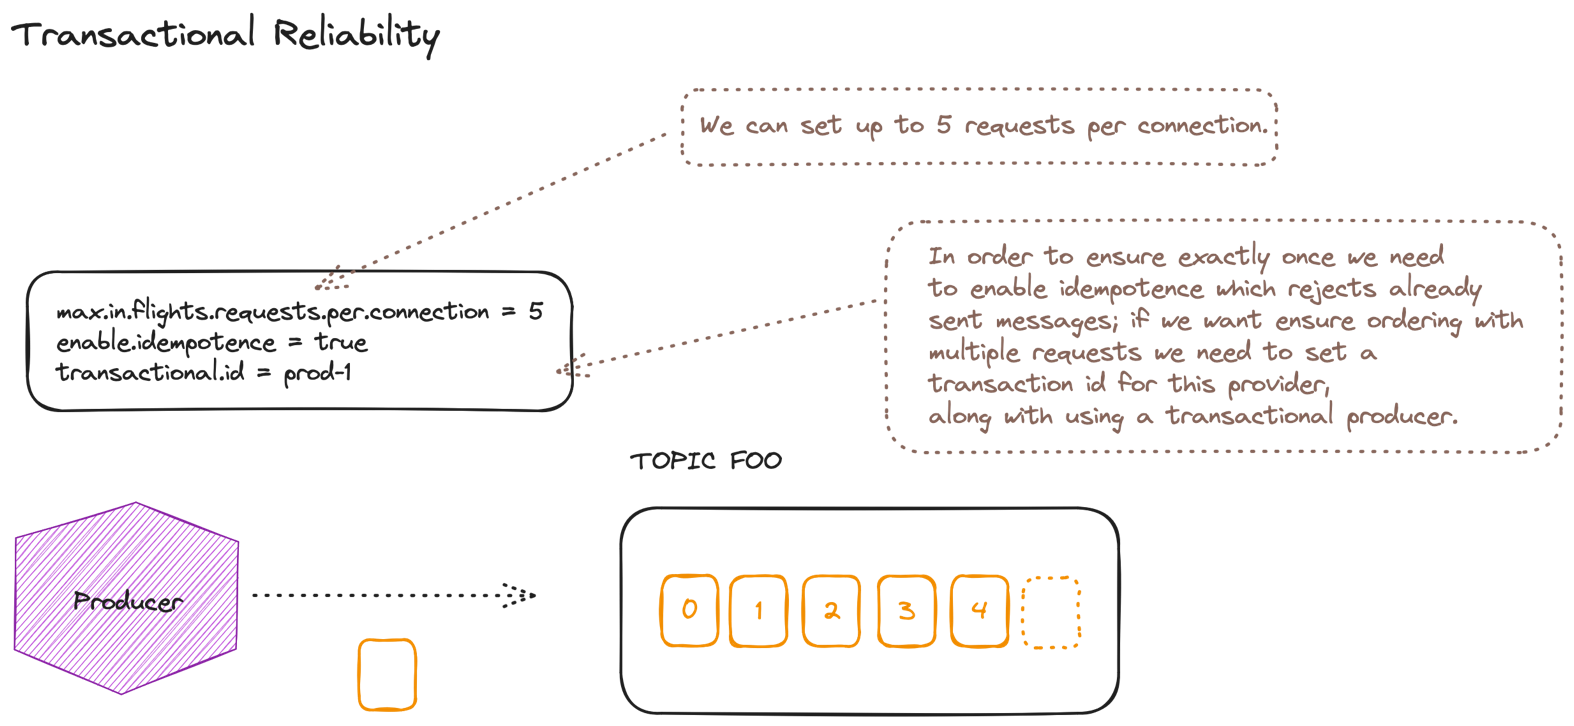 Transactional Reliability
We can set up to 5 requests per connection.
In order to ensure exactly once we need
to enable idempotence which rejects already
sent messages; if we want ensure ordering with
multiple requests we need to set a
transaction id for this provider,
along with using a transactional producer.
max.in.flights.requests.per.connection = 5
enable.idempotence = true
transactional.id = prod-1
TOPIC FOO
Producer
0 1 2 3 4